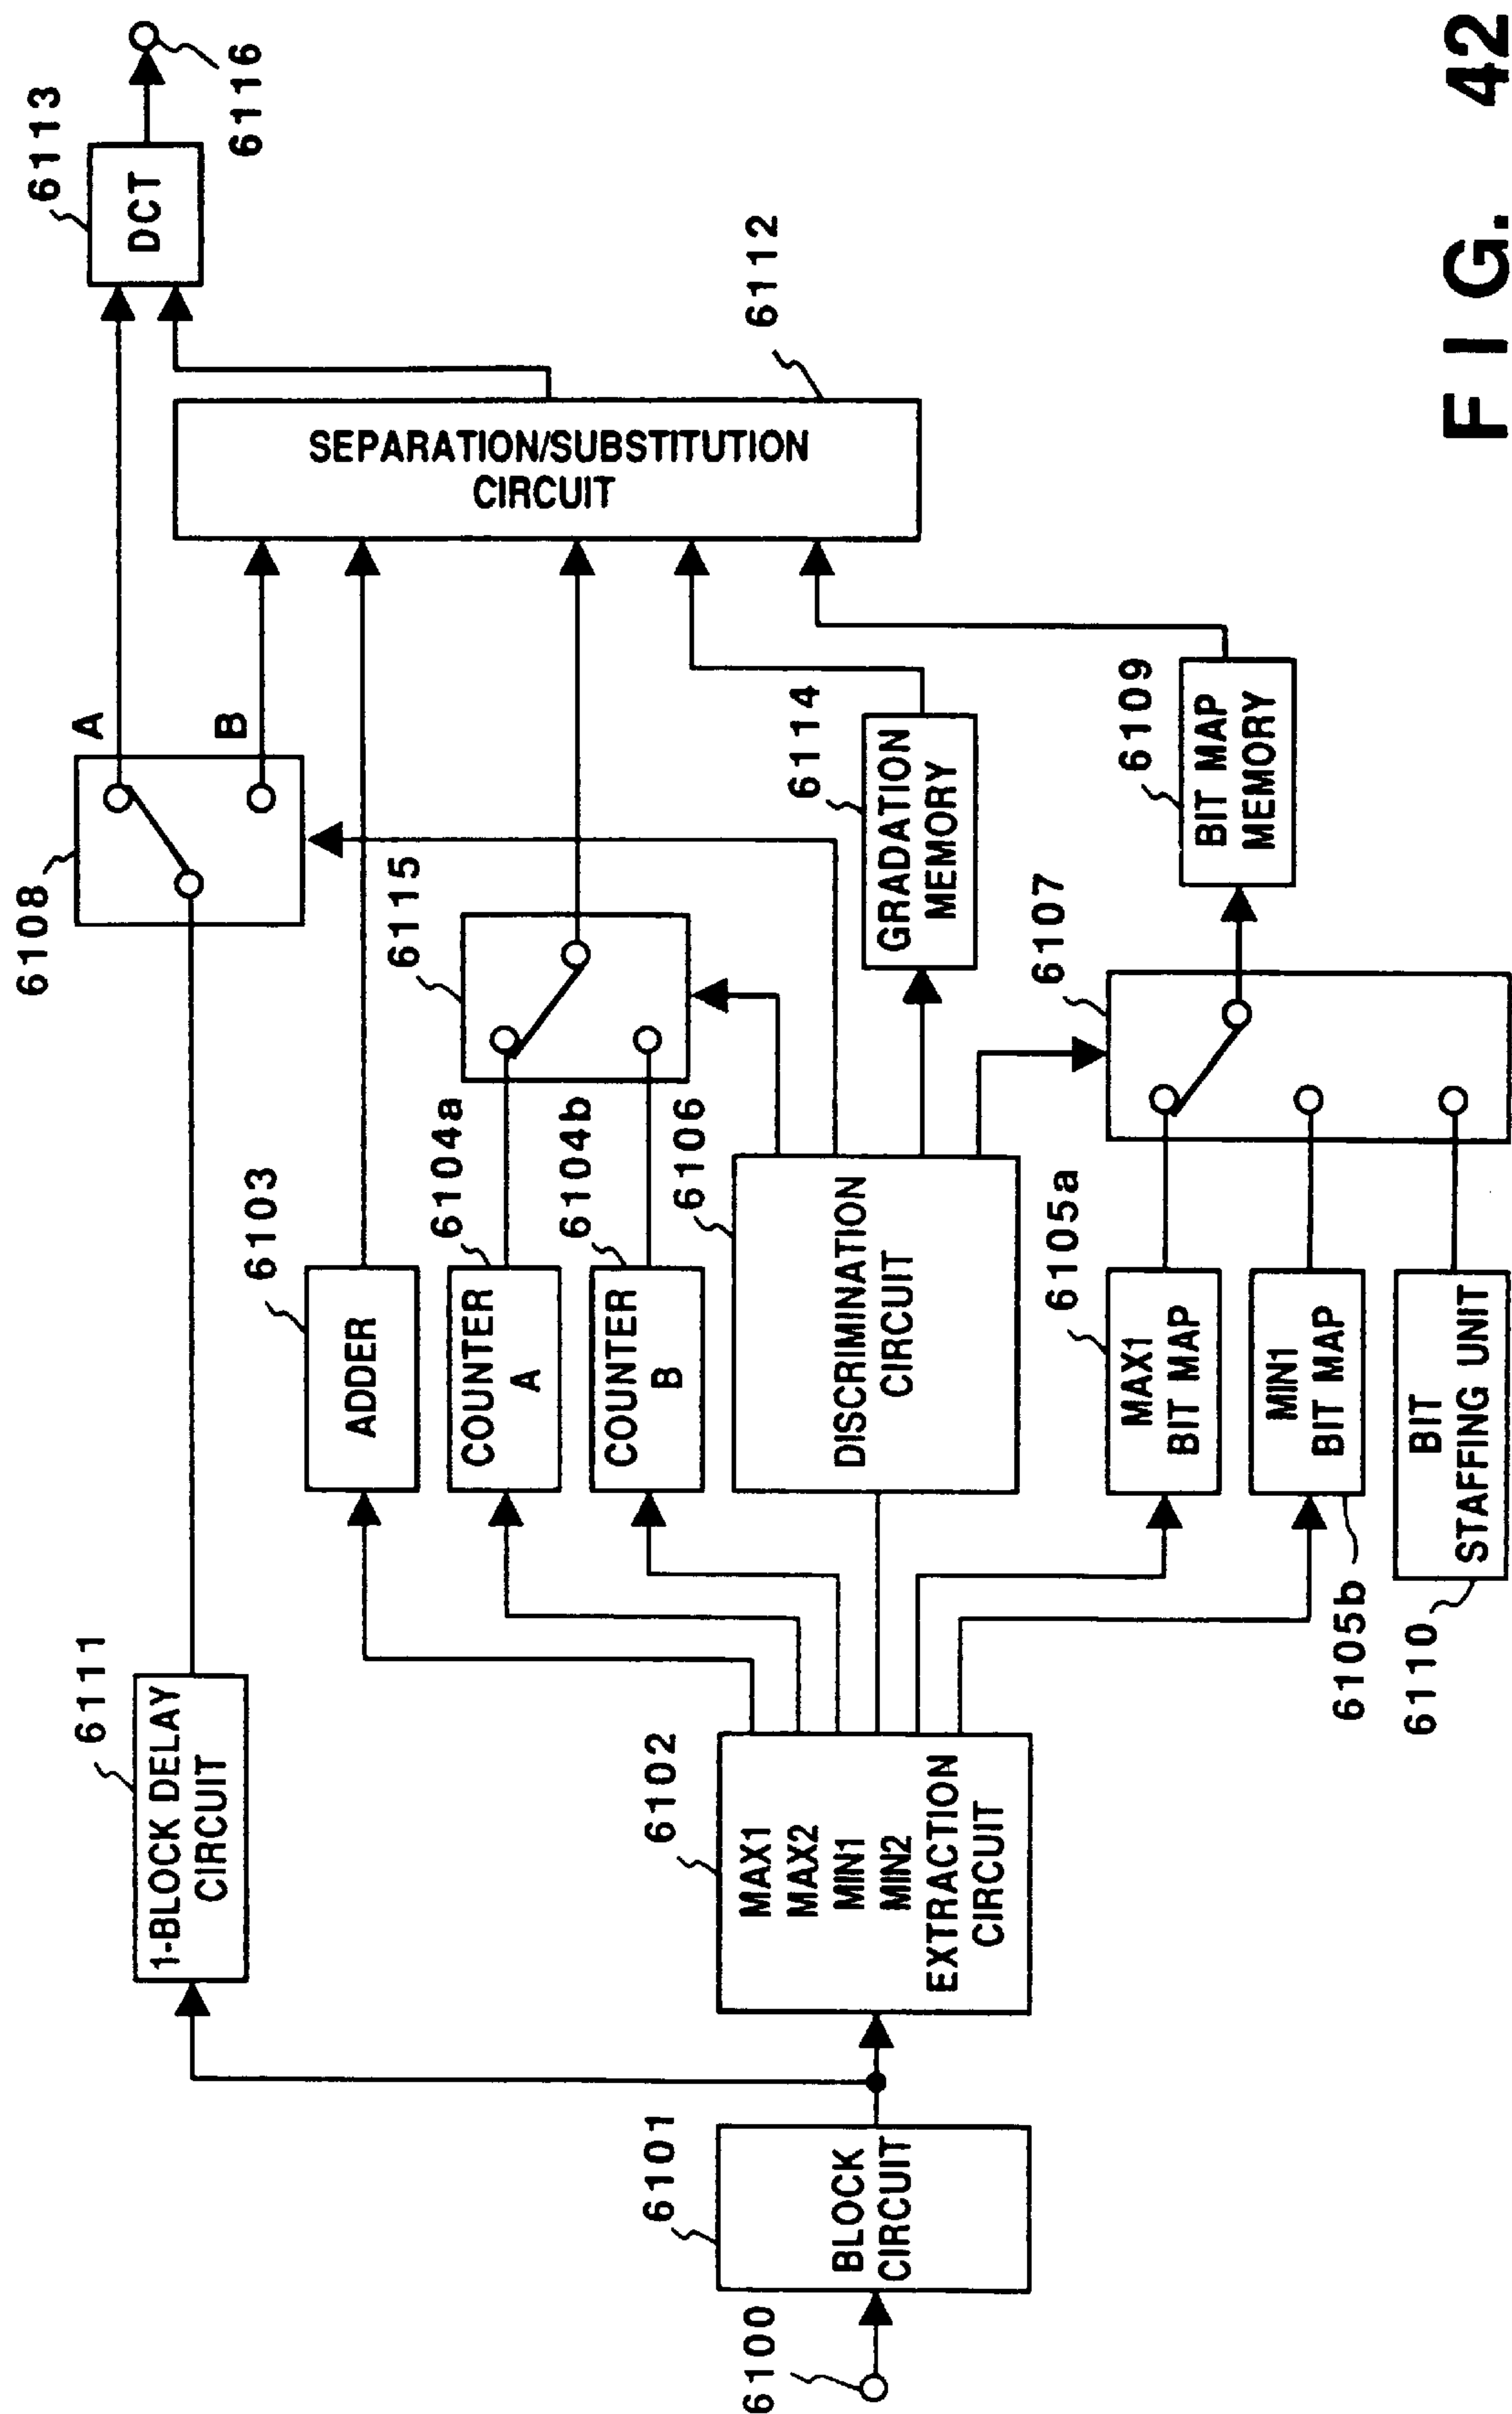 6100
6101
BLOCK
CIRCUIT
6111
1-BLOCK DELAY
CIRCUIT
6102
MAX1
MAX2
MIN1
MIN2
EXTRACTION
CIRCUIT
6103
ADDER
6104a
COUNTER
A
6104b
COUNTER
B
6106
DISCRIMINATION
CIRCUIT
6105a
MAX1
BIT MAP
MIN1
BIT MAP
6105b
BIT
STAFFING UNIT
6110
6108
A
B
6115
6114
GRADATION
MEMORY
6107
6109
BIT MAP
MEMORY
SEPARATION/SUBSTITUTION
CIRCUIT
6112
6113
DCT
6116
FIG. 42